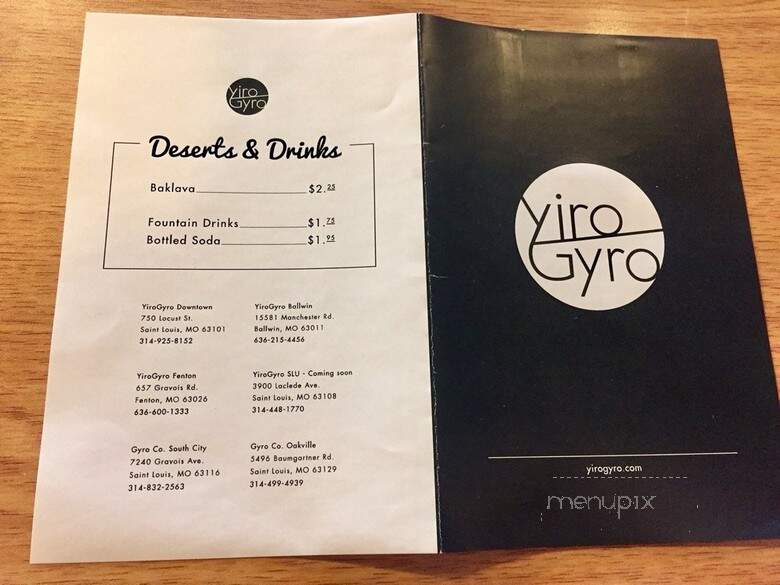 yiro
Gyro
Deserts & Drinks
Baklava $2.25
Fountain Drinks $1.75
Bottled Soda $1.95
YiroGyro Downtown
750 Locust St.
Saint Louis, MO 63101
314-925-8152
YiroGyro Ballwin
15581 Manchester Rd.
Ballwin, MO 63011
636-215-4456
YiroGyro Fenton
657 Gravois Rd.
Fenton, MO 63026
636-600-1333
YiroGyro SLU - Coming soon
3900 Laclede Ave.
Saint Louis, MO 63108
314-448-1770
Gyro Co. South City
7240 Gravois Ave.
Saint Louis, MO 63116
314-832-2563
Gyro Co. Oakville
5496 Baumgartner Rd.
Saint Louis, MO 63129
314-499-4939
yiro
Gyro
yirogyro.com
menupix